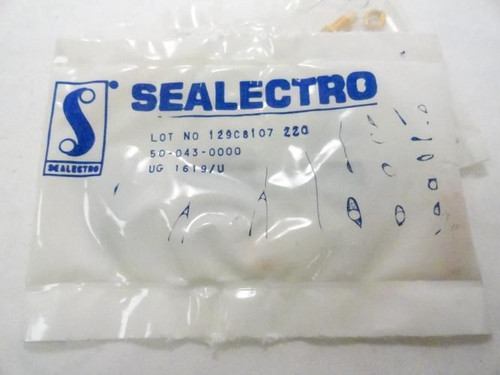 SEALECTRO
LOT NO 129C8107 220
50-043-0000
UG 1619/U
SEALECTRO